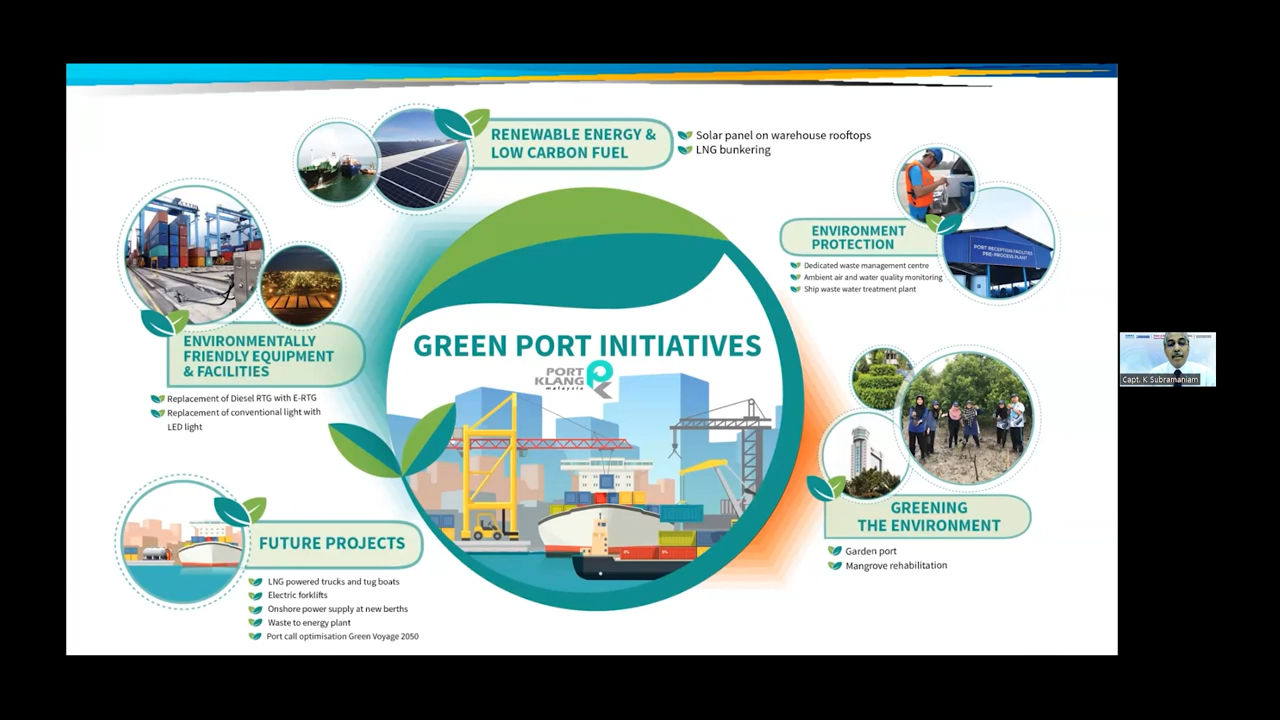 RENEWABLE ENERGY &
LOW CARBON FUEL
Solar panel on warehouse rooftops
LNG bunkering
ENVIRONMENT
PROTECTION
Dedicated waste management centre
Ambient air and water quality monitoring
Ship waste water treatment plant
PORT RECEPTION FACILITIES
PRE-PROCESS PLANT
GREEN PORT INITIATIVES
PORT
KLANG
malaysia
ENVIRONMENTALLY
FRIENDLY EQUIPMENT
& FACILITIES
Replacement of Diesel RTG with E-RTG
Replacement of conventional light with
LED light
Capt. K Subramaniam
GREENING
THE ENVIRONMENT
Garden port
Mangrove rehabilitation
FUTURE PROJECTS
LNG powered trucks and tug boats
Electric forklifts
Onshore power supply at new berths
Waste to energy plant
Port call optimisation Green Voyage 2050